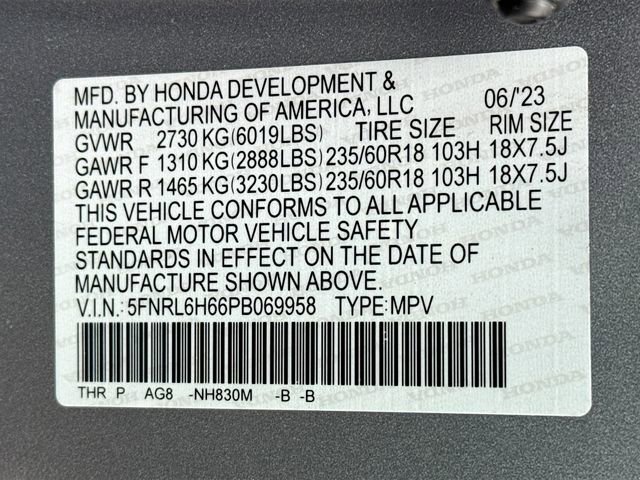 MFD. BY HONDA DEVELOPMENT &
MANUFACTURING OF AMERICA, LLC 06/'23
GVWR 2730 KG(6019LBS) TIRE SIZE RIM SIZE
GAWR F 1310 KG(2888LBS) 235/60R18 103H 18X7.5J
GAWR R 1465 KG(3230LBS) 235/60R18 103H 18X7.5J
THIS VEHICLE CONFORMS TO ALL APPLICABLE
FEDERAL MOTOR VEHICLE SAFETY
STANDARDS IN EFFECT ON THE DATE OF
MANUFACTURE SHOWN ABOVE.
V.I.N.: 5FNRL6H66PB069958 TYPE:MPV
THR P AG8 -NH830M -B -B